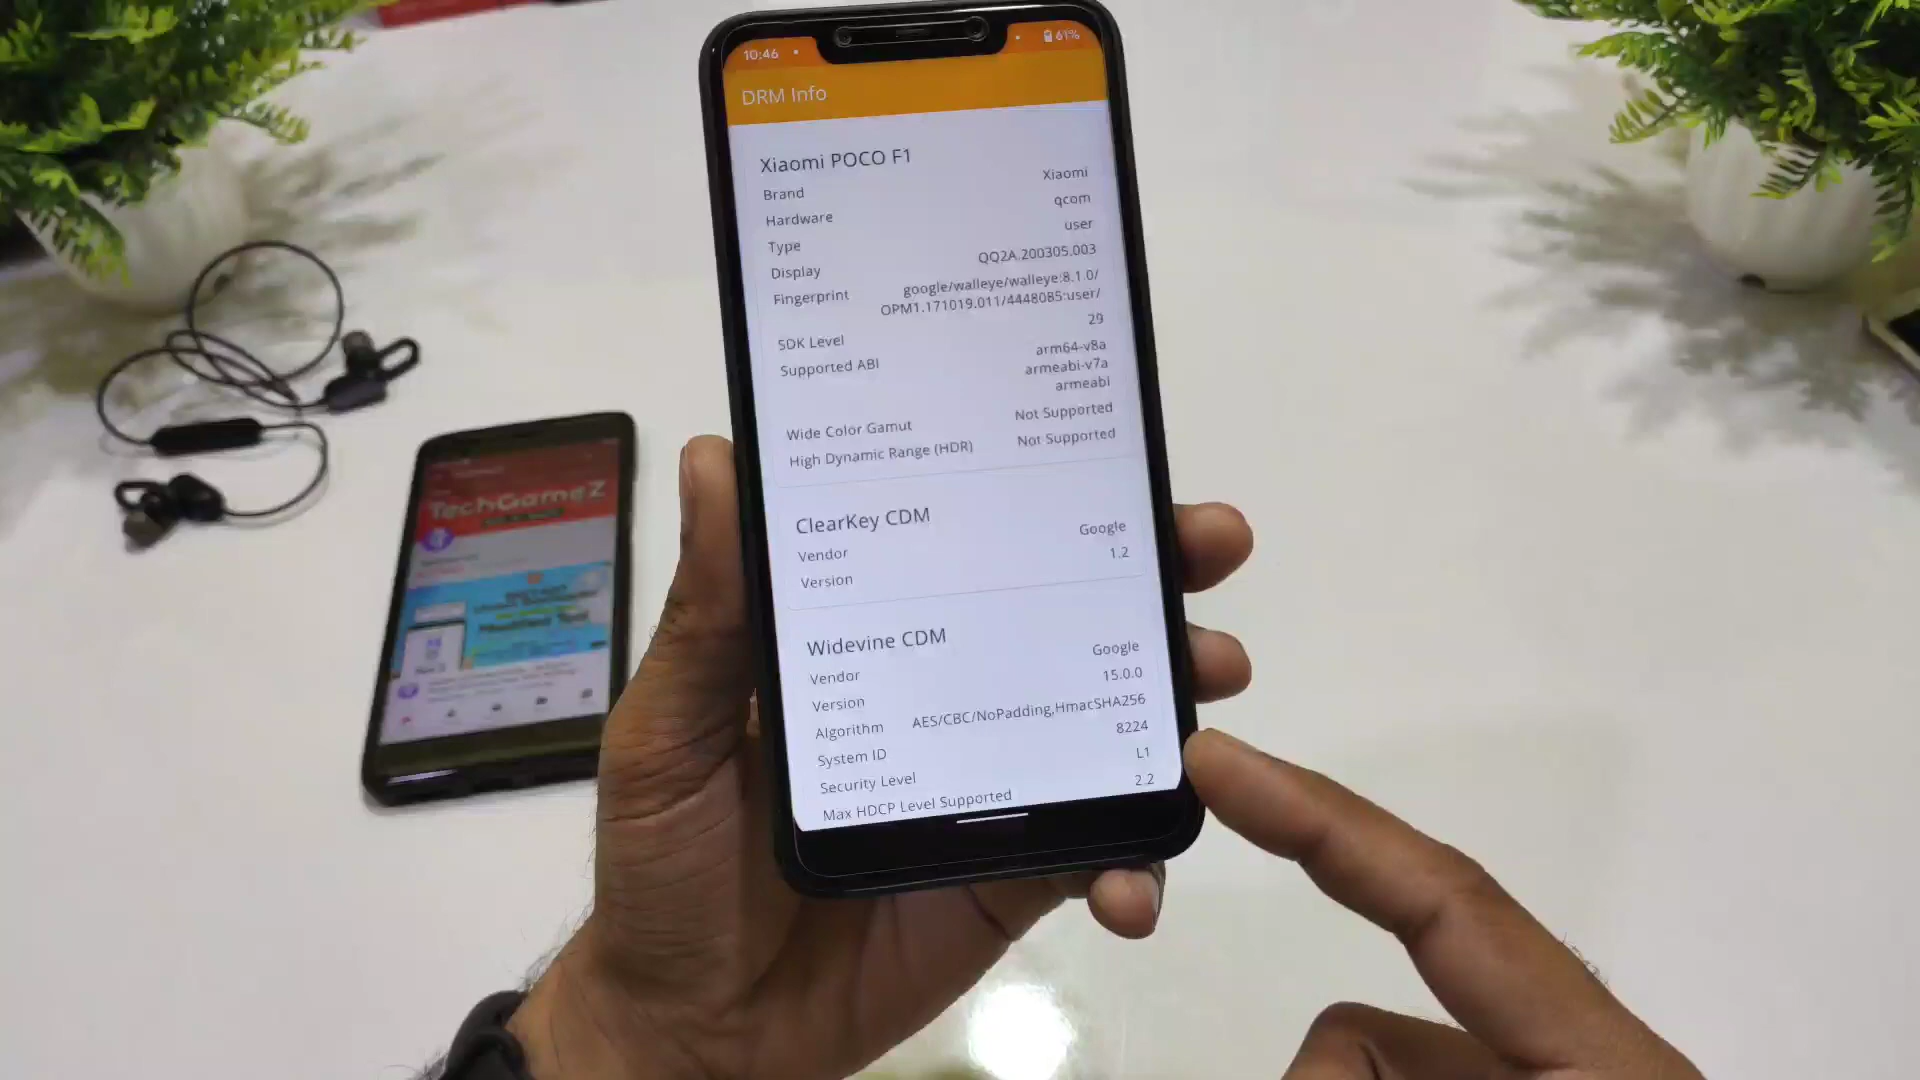 10:46
61%
DRM Info
Xiaomi POCO F1
Brand Xiaomi
Hardware qcom
Type user
Display QQ2A.200305.003
Fingerprint google/walleye/walleye:8.1.0/
OPM1.171019.011/4448085:user/
SDK Level 29
Supported ABI arm64-v8a
armeabi-v7a
armeabi
Wide Color Gamut Not Supported
High Dynamic Range (HDR) Not Supported
ClearKey CDM
Vendor Google
Version 1.2
Widevine CDM
Vendor Google
Version 15.0.0
Algorithm AES/CBC/NoPadding,HmacSHA256
System ID 8224
Security Level L1
Max HDCP Level Supported 2.2
TechGameZ